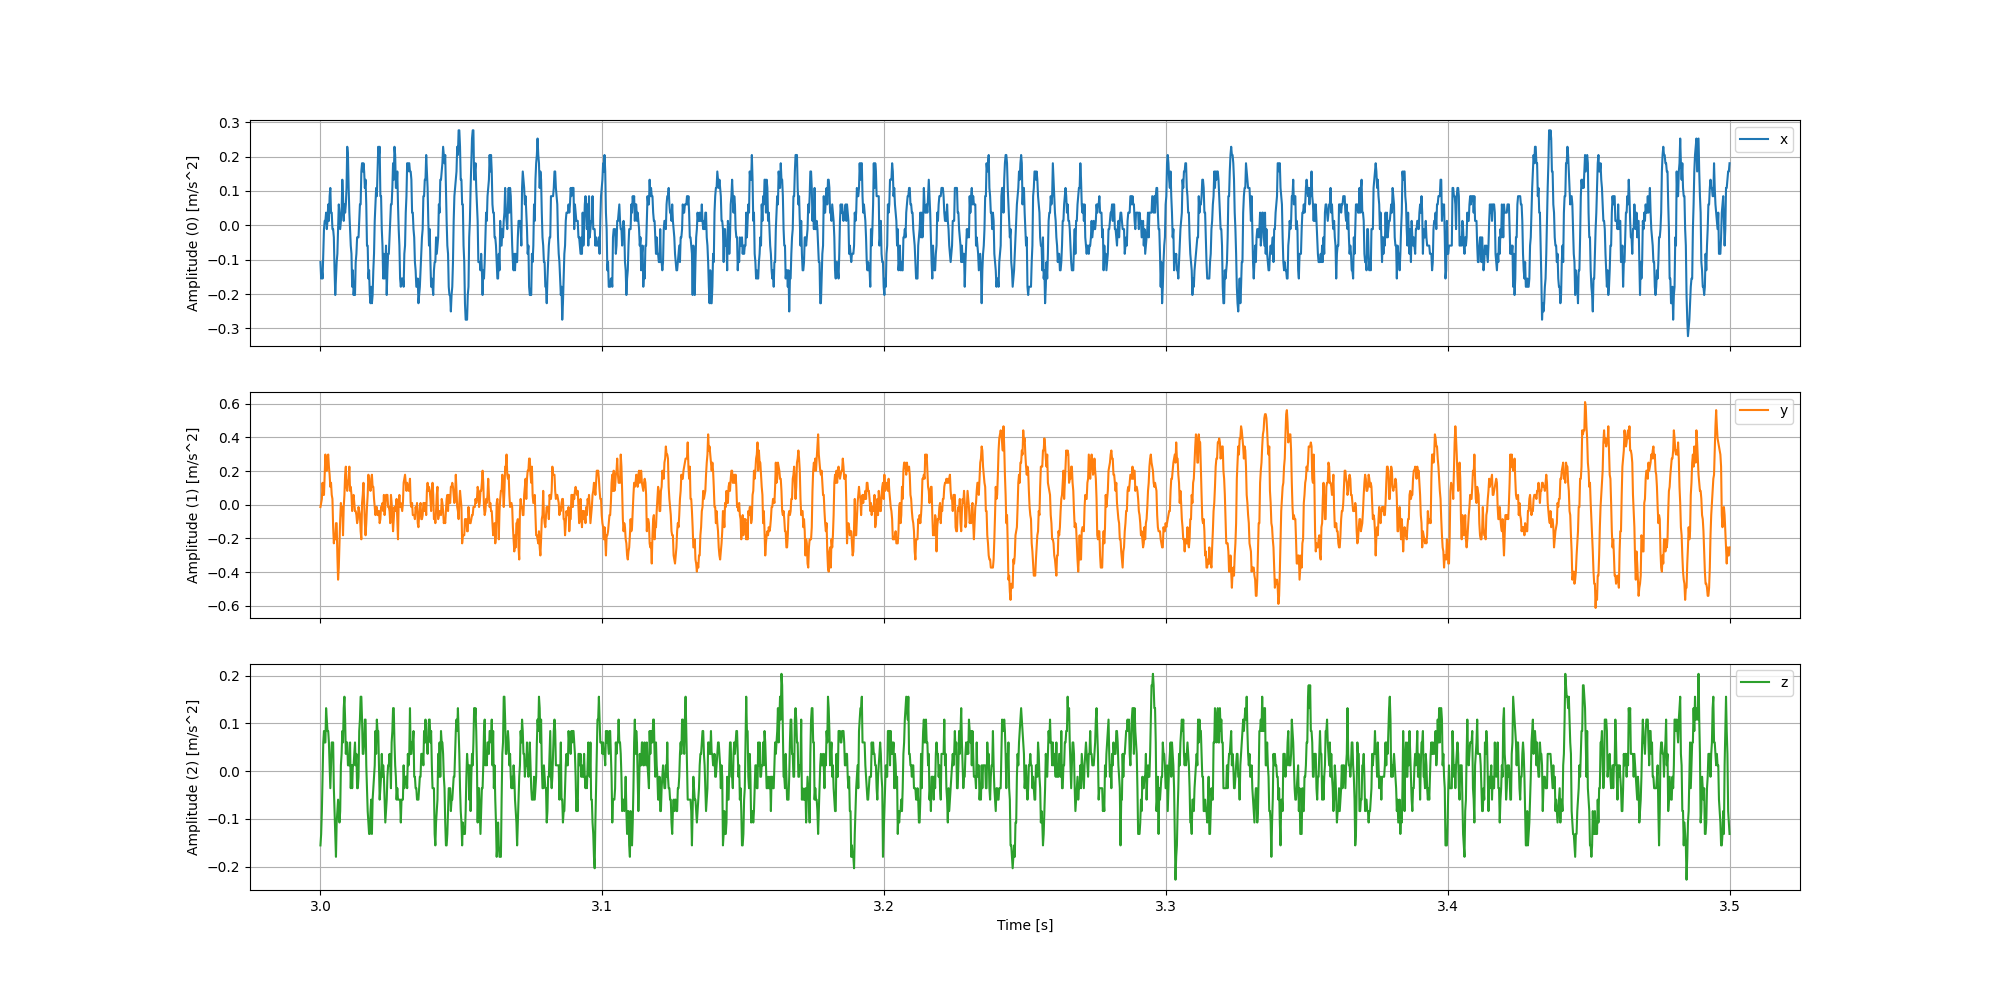 Amplitude (0) [m/s^2]
0.3
0.2
0.1
0.0
−0.1
−0.2
−0.3
x
Amplitude (1) [m/s^2]
0.6
0.4
0.2
0.0
−0.2
−0.4
−0.6
y
Amplitude (2) [m/s^2]
0.2
0.1
0.0
−0.1
−0.2
z
3.0 3.1 3.2 3.3 3.4 3.5
Time [s]